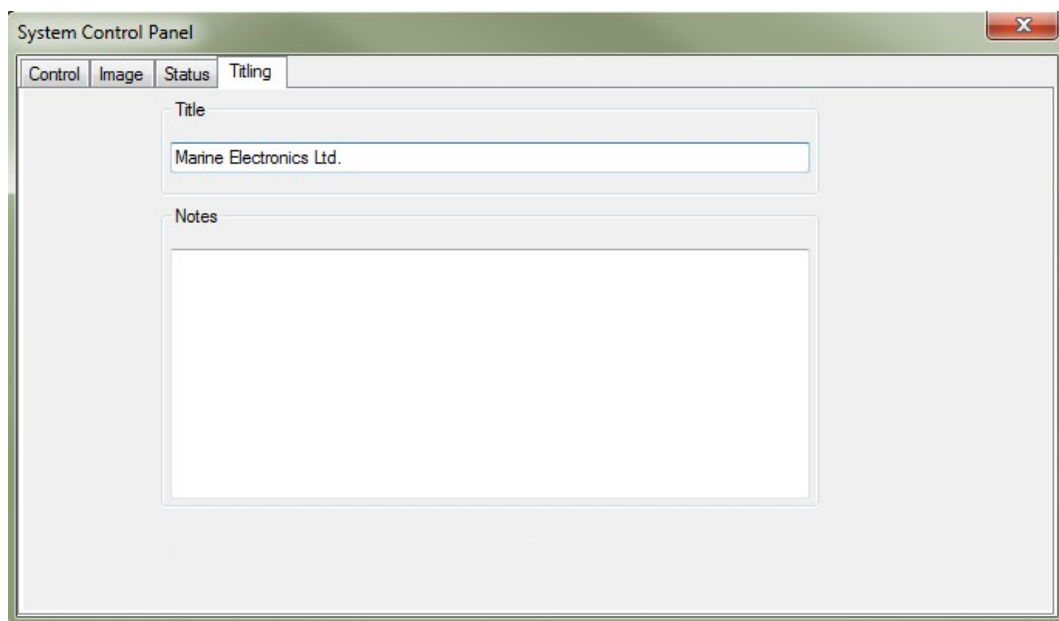 System Control Panel
Control Image Status Titling
Title
Marine Electronics Ltd.
Notes